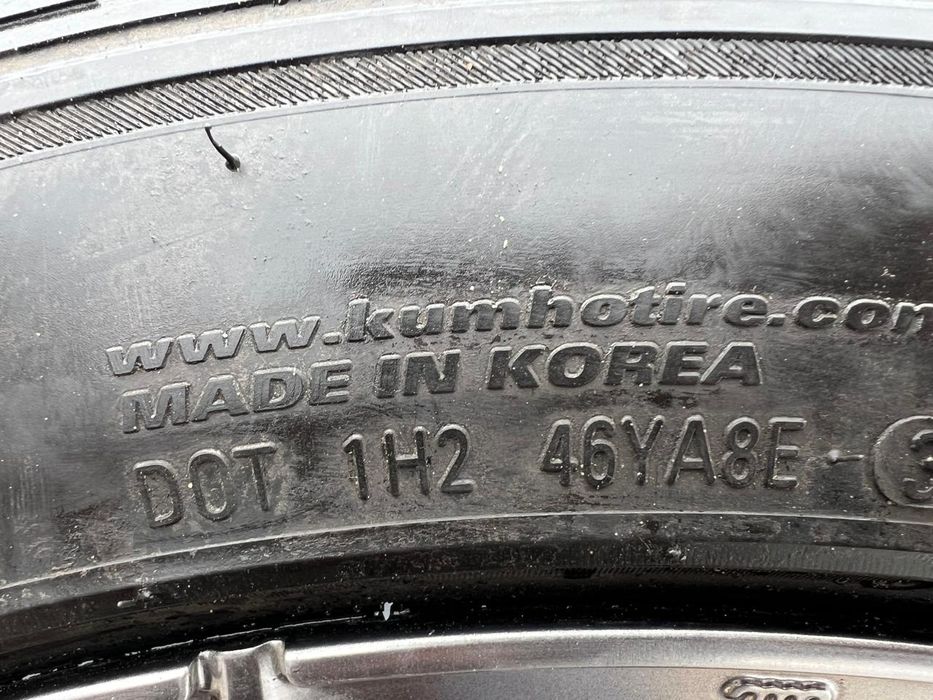 www.kumhotire.com
MADE IN KOREA
DOT 1H2 46YA8E-